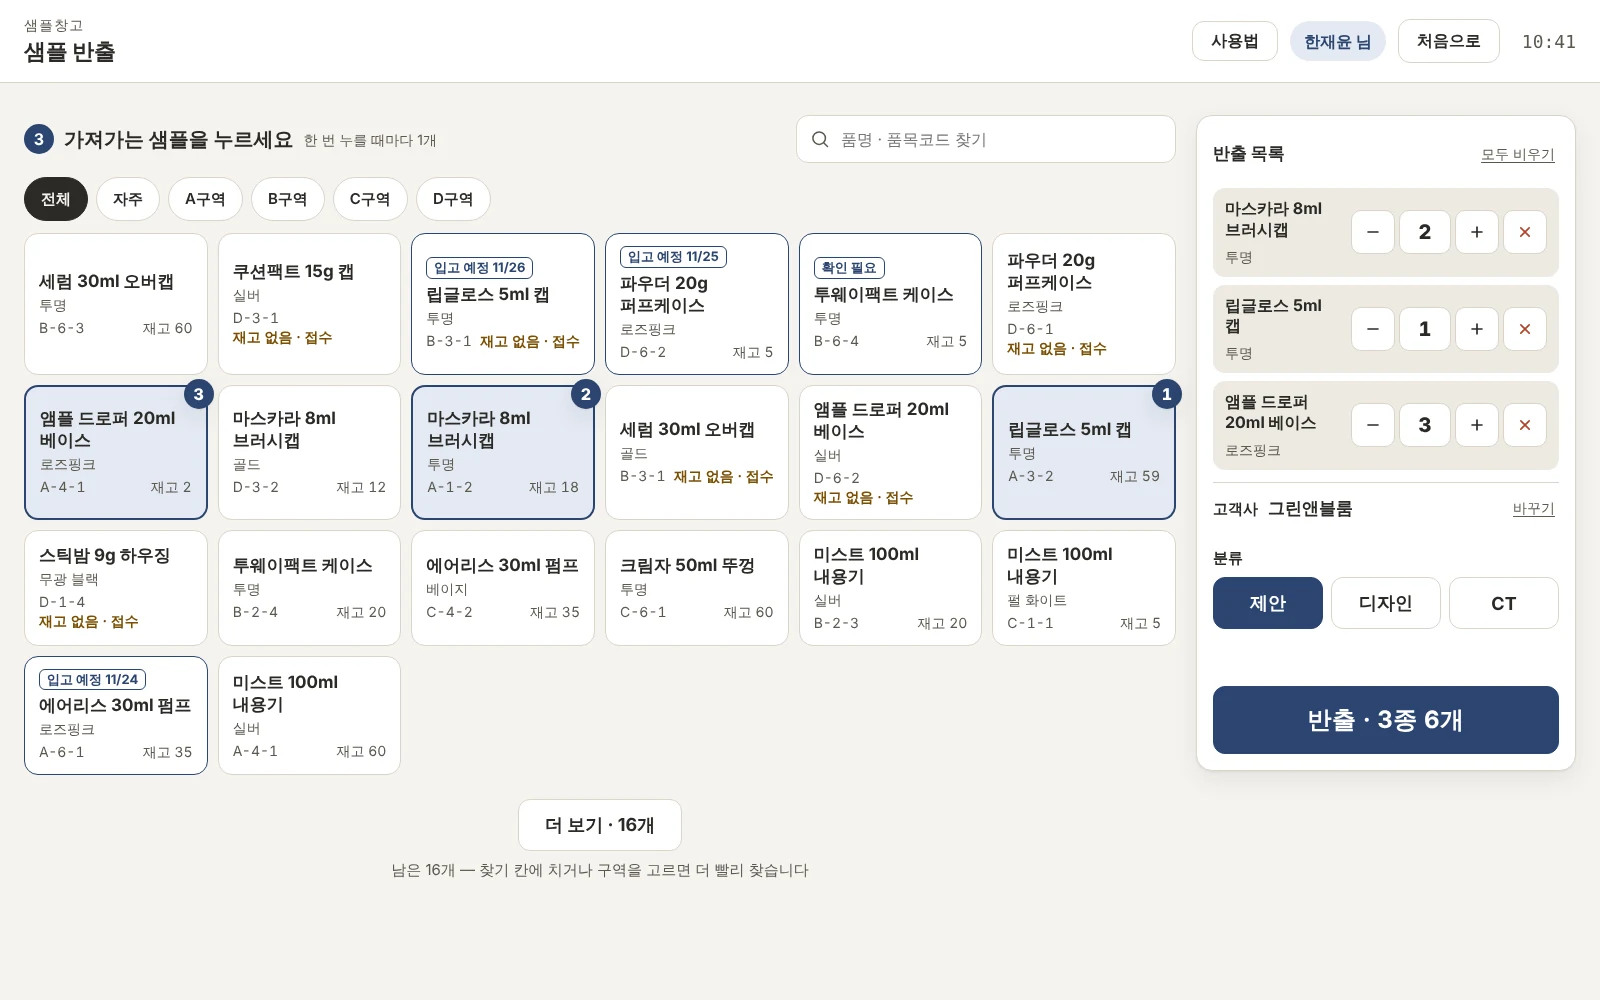 샘플창고
샘플 반출
사용법
한재윤 님
처음으로
10:41
3 가져가는 샘플을 누르세요 한 번 누를 때마다 1개
품명 · 품목코드 찾기
전체
자주
A구역
B구역
C구역
D구역
세럼 30ml 오버캡
투명
B-6-3 재고 60
쿠션팩트 15g 캡
실버
D-3-1
재고 없음 · 접수
입고 예정 11/26
립글로스 5ml 캡
투명
B-3-1 재고 없음 · 접수
입고 예정 11/25
파우더 20g
퍼프케이스
로즈핑크
D-6-2 재고 5
확인 필요
투웨이팩트 케이스
투명
B-6-4 재고 5
파우더 20g
퍼프케이스
로즈핑크
D-6-1
재고 없음 · 접수
3
앰플 드로퍼 20ml
베이스
로즈핑크
A-4-1 재고 2
마스카라 8ml
브러시캡
골드
D-3-2 재고 12
2
마스카라 8ml
브러시캡
투명
A-1-2 재고 18
세럼 30ml 오버캡
골드
B-3-1 재고 없음 · 접수
앰플 드로퍼 20ml
베이스
실버
D-6-2
재고 없음 · 접수
1
립글로스 5ml 캡
투명
A-3-2 재고 59
스틱밤 9g 하우징
무광 블랙
D-1-4
재고 없음 · 접수
투웨이팩트 케이스
투명
B-2-4 재고 20
에어리스 30ml 펌프
베이지
C-4-2 재고 35
크림자 50ml 뚜껑
투명
C-6-1 재고 60
미스트 100ml
내용기
실버
B-2-3 재고 20
미스트 100ml
내용기
펄 화이트
C-1-1 재고 5
입고 예정 11/24
에어리스 30ml 펌프
로즈핑크
A-6-1 재고 35
미스트 100ml
내용기
실버
A-4-1 재고 60
더 보기 · 16개
남은 16개 — 찾기 칸에 치거나 구역을 고르면 더 빨리 찾습니다
반출 목록
모두 비우기
마스카라 8ml
브러시캡
투명
− 2 + ×
립글로스 5ml
캡
투명
− 1 + ×
앰플 드로퍼
20ml 베이스
로즈핑크
− 3 + ×
고객사 그린앤블룸
바꾸기
분류
제안
디자인
CT
반출 · 3종 6개